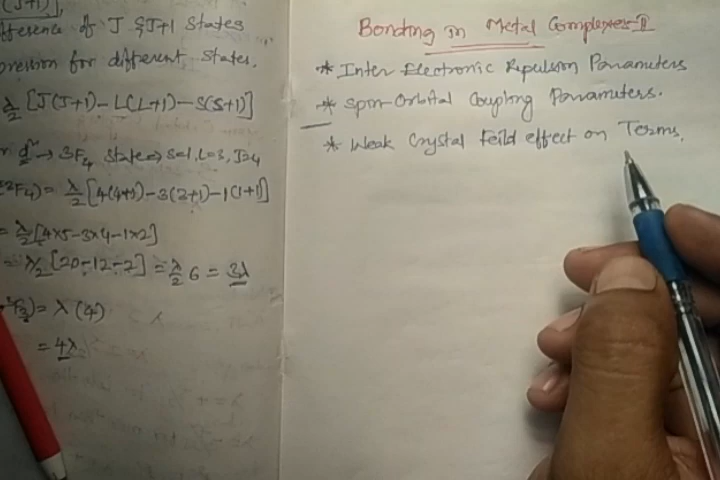 (J+1)],
fference of J & J+1 States
pression for different States.
λ/2 [J(J+1)-L(L+1)-S(S+1)]
d² → 3F4 State ⇒ S=1, L=3, J=4
³F4) = λ/2 [4(4+1)-3(3+1)-1(1+1)]
= λ/2 [4×5-3×4-1×2]
= λ/2 [20-12-2] = λ/2 6 = 3λ
= λ(4)
= 4λ
Bonding in Metal Complexes-II
* Inter Electronic Repulsion Parameters
* Spin-Orbital Coupling Parameters.
* Weak Crystal Feild effect on Terms.